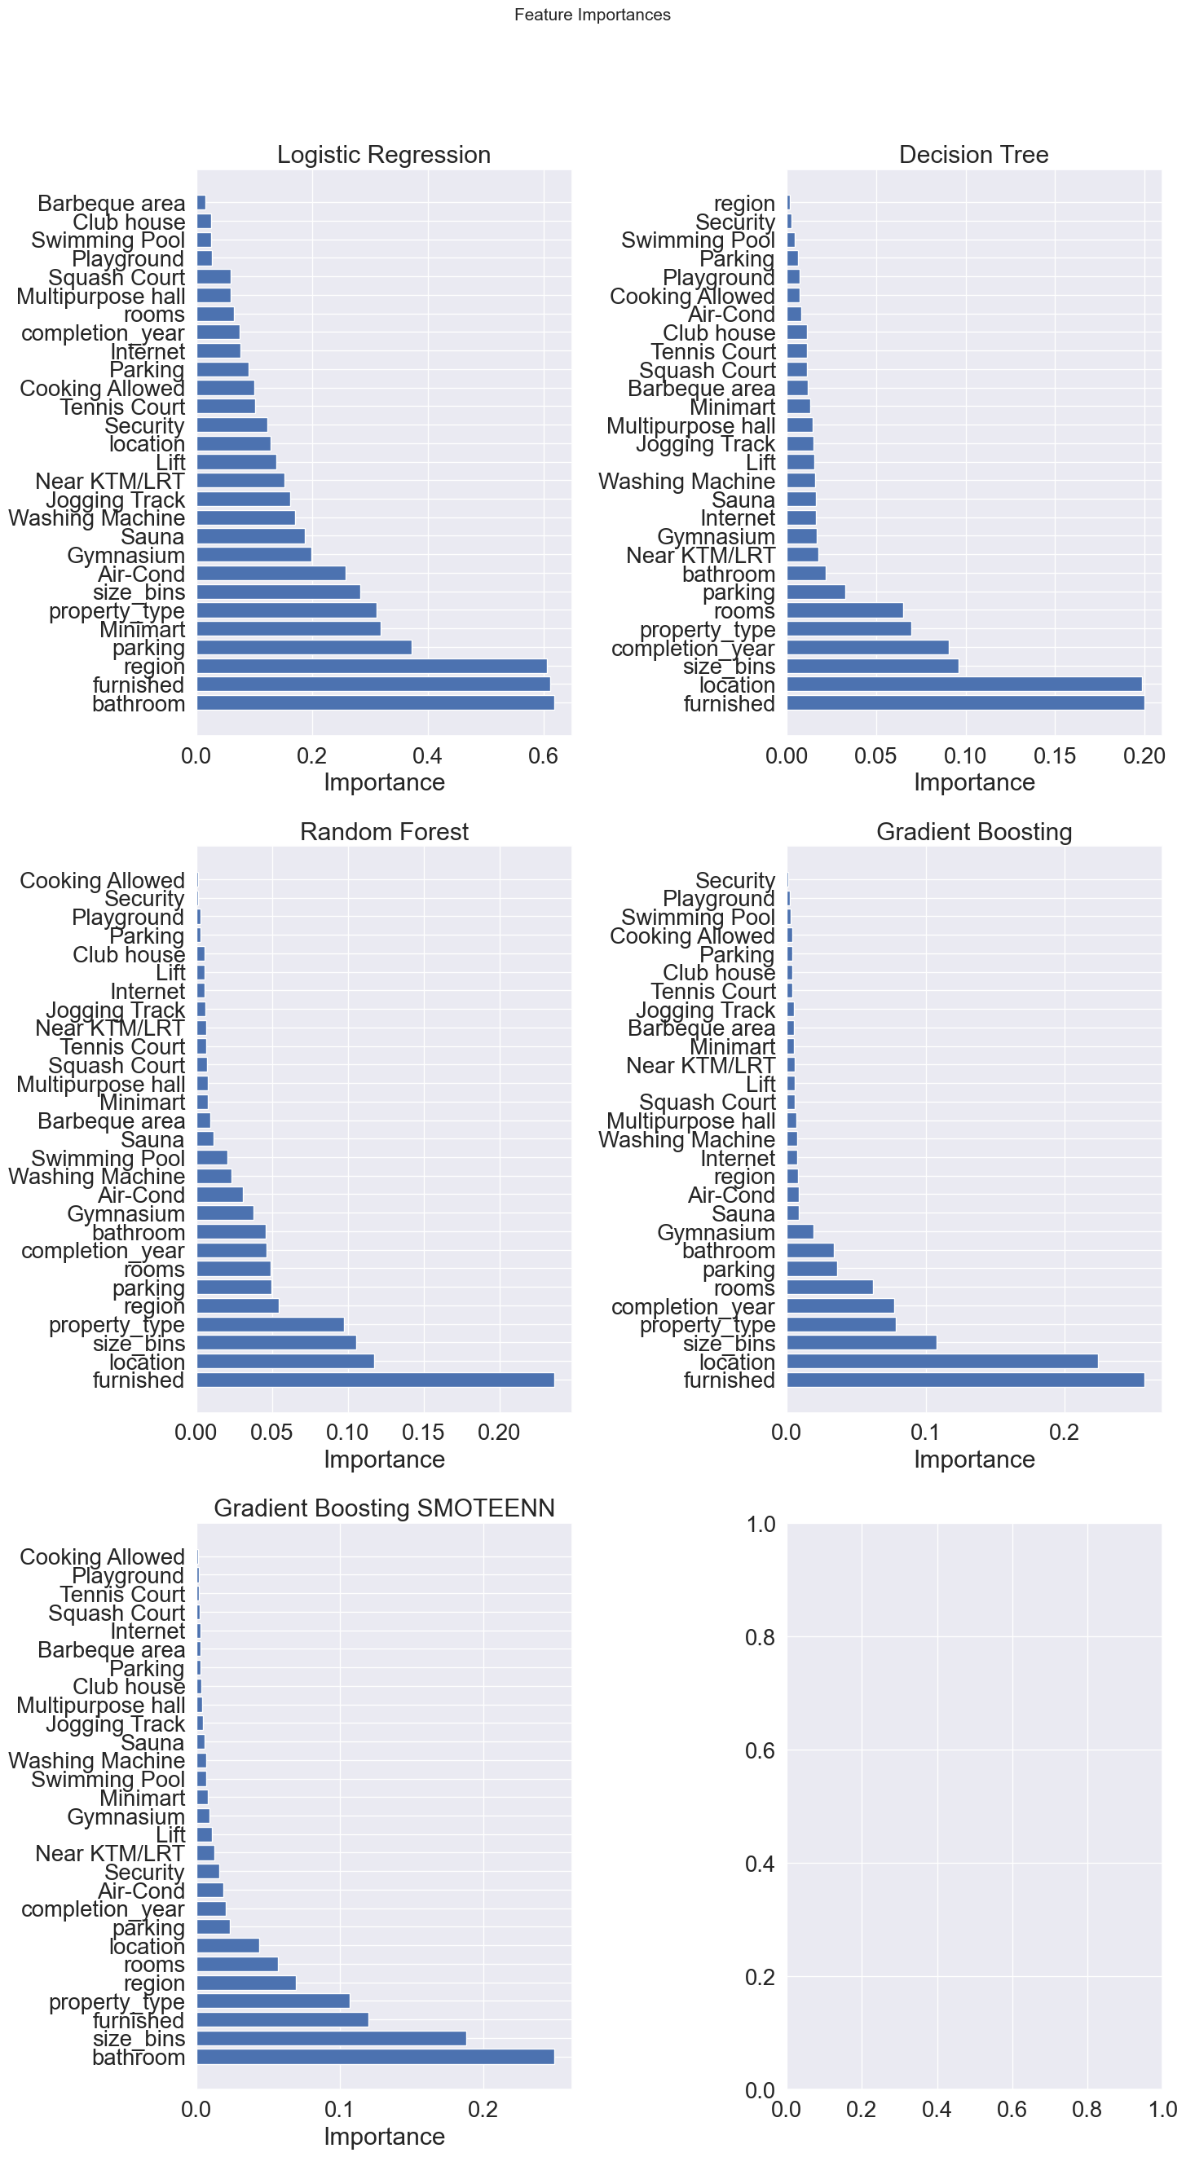 Feature Importances
Logistic Regression
Barbeque area
Club house
Swimming Pool
Playground
Squash Court
Multipurpose hall
rooms
completion_year
Internet
Parking
Cooking Allowed
Tennis Court
Security
location
Lift
Near KTM/LRT
Jogging Track
Washing Machine
Sauna
Gymnasium
Air-Cond
size_bins
property_type
Minimart
parking
region
furnished
bathroom
0.0 0.2 0.4 0.6
Importance
Decision Tree
region
Security
Swimming Pool
Parking
Playground
Cooking Allowed
Air-Cond
Club house
Tennis Court
Squash Court
Barbeque area
Minimart
Multipurpose hall
Jogging Track
Lift
Washing Machine
Sauna
Internet
Gymnasium
Near KTM/LRT
bathroom
parking
rooms
property_type
completion_year
size_bins
location
furnished
0.00 0.05 0.10 0.15 0.20
Importance
Random Forest
Cooking Allowed
Security
Playground
Parking
Club house
Lift
Internet
Jogging Track
Near KTM/LRT
Tennis Court
Squash Court
Multipurpose hall
Minimart
Barbeque area
Sauna
Swimming Pool
Washing Machine
Air-Cond
Gymnasium
bathroom
completion_year
rooms
parking
region
property_type
size_bins
location
furnished
0.00 0.05 0.10 0.15 0.20
Importance
Gradient Boosting
Security
Playground
Swimming Pool
Cooking Allowed
Parking
Club house
Tennis Court
Jogging Track
Barbeque area
Minimart
Near KTM/LRT
Lift
Squash Court
Multipurpose hall
Washing Machine
Internet
region
Air-Cond
Sauna
Gymnasium
bathroom
parking
rooms
completion_year
property_type
size_bins
location
furnished
0.0 0.1 0.2
Importance
Gradient Boosting SMOTEENN
Cooking Allowed
Playground
Tennis Court
Squash Court
Internet
Barbeque area
Parking
Club house
Multipurpose hall
Jogging Track
Sauna
Washing Machine
Swimming Pool
Minimart
Gymnasium
Lift
Near KTM/LRT
Security
Air-Cond
completion_year
parking
location
rooms
region
property_type
furnished
size_bins
bathroom
0.0 0.1 0.2
Importance
1.0
0.8
0.6
0.4
0.2
0.0
0.0 0.2 0.4 0.6 0.8 1.0